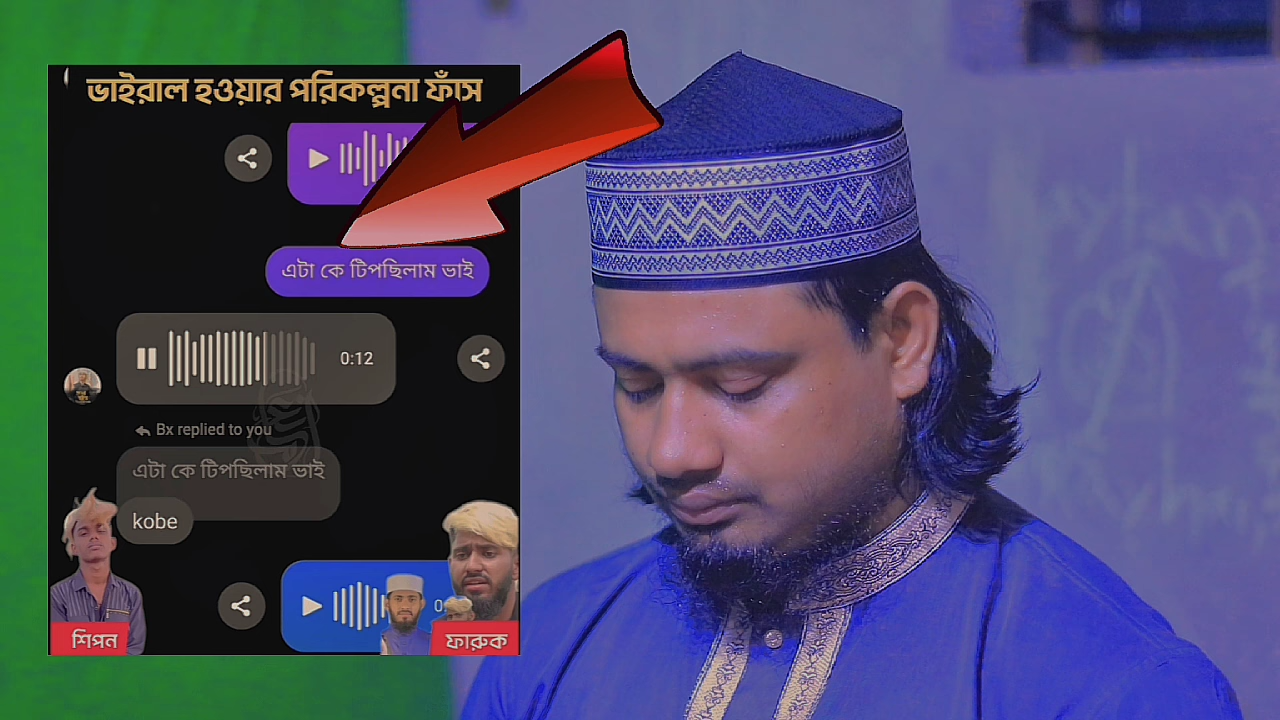 ভাইরাল হওয়ার পরিকল্পনা ফাঁস
এটা কে টিপছিলাম ভাই
0:12
Bx replied to you
এটা কে টিপছিলাম ভাই
kobe
শিপন
ফারুক